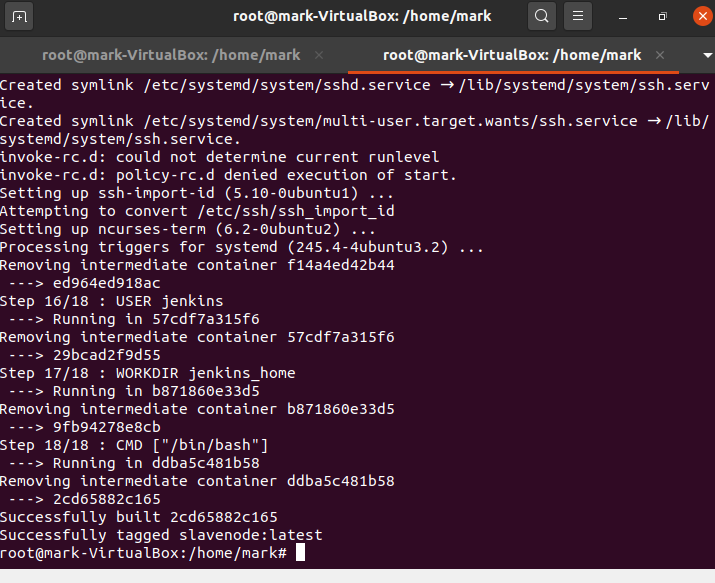 root@mark-VirtualBox: /home/mark
root@mark-VirtualBox: /home/mark
root@mark-VirtualBox: /home/mark
Created symlink /etc/systemd/system/sshd.service → /lib/systemd/system/ssh.serv
ice.
Created symlink /etc/systemd/system/multi-user.target.wants/ssh.service → /lib/
systemd/system/ssh.service.
invoke-rc.d: could not determine current runlevel
invoke-rc.d: policy-rc.d denied execution of start.
Setting up ssh-import-id (5.10-0ubuntu1) ...
Attempting to convert /etc/ssh/ssh_import_id
Setting up ncurses-term (6.2-0ubuntu2) ...
Processing triggers for systemd (245.4-4ubuntu3.2) ...
Removing intermediate container f14a4ed42b44
 ---> ed964ed918ac
Step 16/18 : USER jenkins
 ---> Running in 57cdf7a315f6
Removing intermediate container 57cdf7a315f6
 ---> 29bcad2f9d55
Step 17/18 : WORKDIR jenkins_home
 ---> Running in b871860e33d5
Removing intermediate container b871860e33d5
 ---> 9fb94278e8cb
Step 18/18 : CMD ["/bin/bash"]
 ---> Running in ddba5c481b58
Removing intermediate container ddba5c481b58
 ---> 2cd65882c165
Successfully built 2cd65882c165
Successfully tagged slavenode:latest
root@mark-VirtualBox:/home/mark#